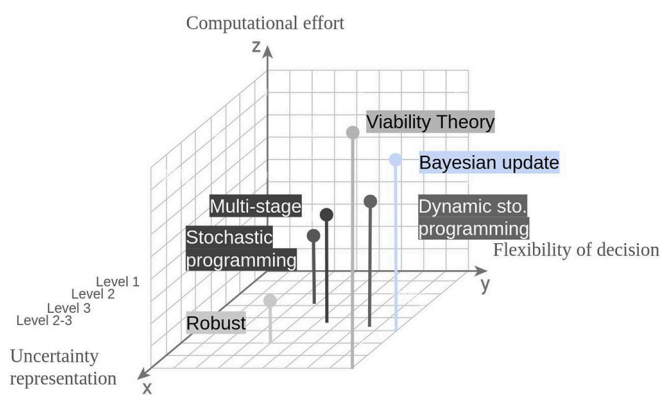 Computational effort
z
Viability Theory
Bayesian update
Multi-stage
Dynamic sto.
programming
Stochastic
programming
Flexibility of decision
y
Level 1
Level 2
Level 3
Level 2-3
Robust
Uncertainty
representation
x